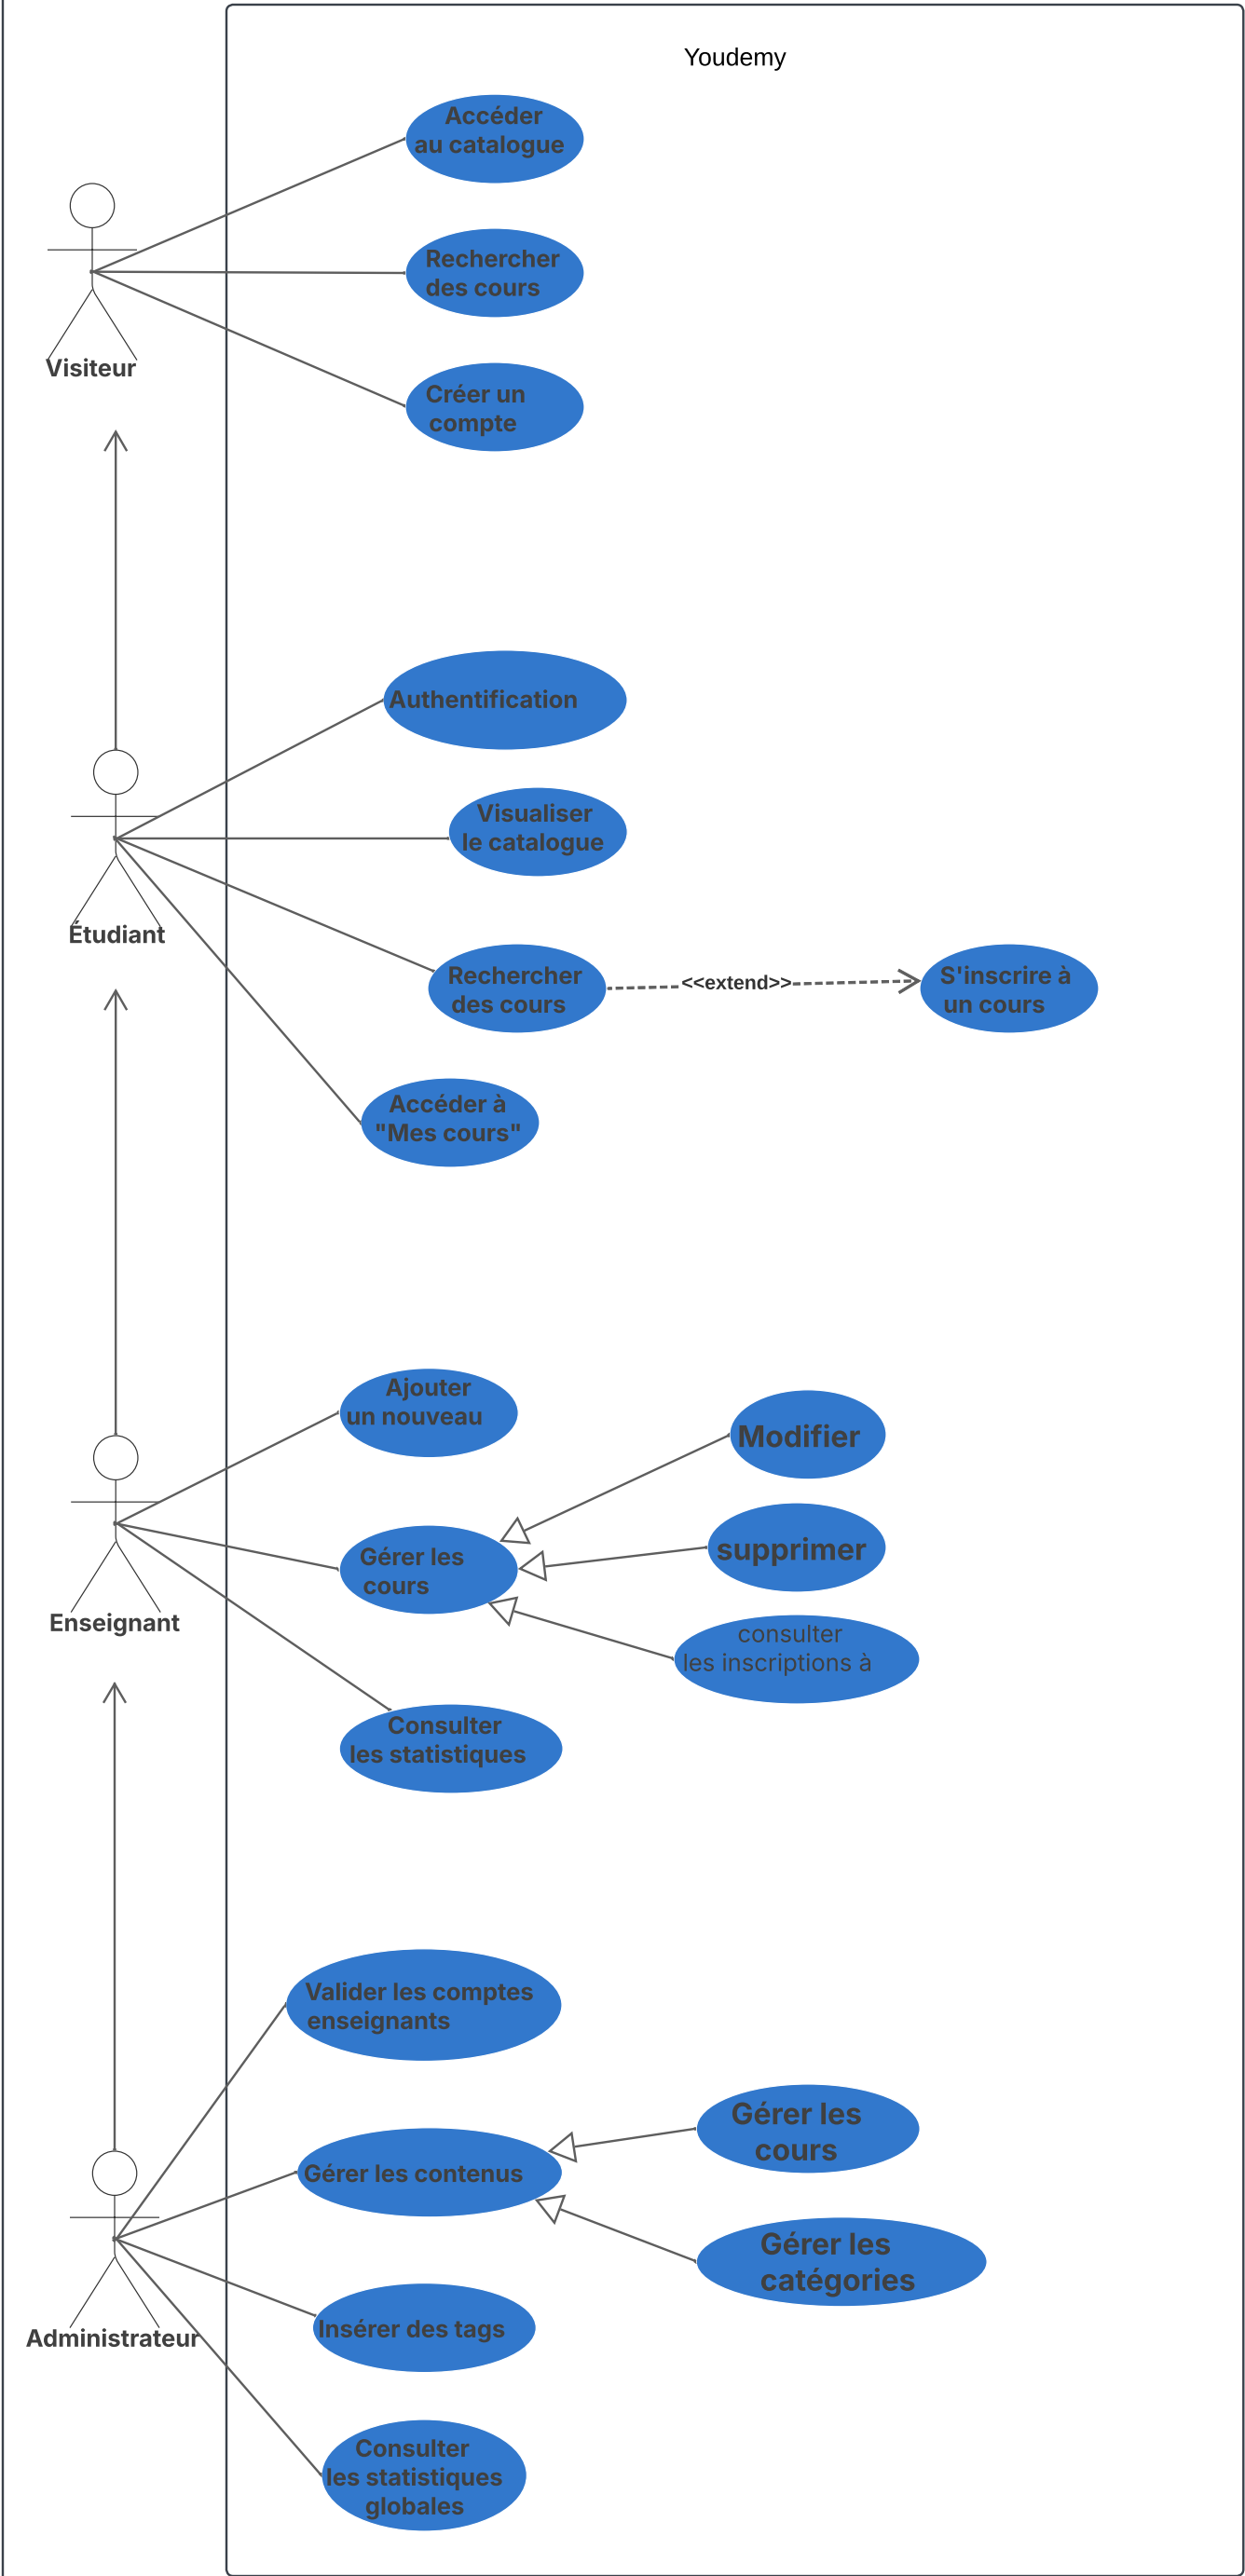 Youdemy
Accéder
au catalogue
Rechercher
des cours
Visiteur
Créer un
compte
Authentification
Visualiser
le catalogue
Étudiant
Rechercher
des cours
<<extend>>
S'inscrire à
un cours
Accéder à
"Mes cours"
Ajouter
un nouveau
Modifier
supprimer
Gérer les
cours
Enseignant
consulter
les inscriptions à
Consulter
les statistiques
Valider les comptes
enseignants
Gérer les
cours
Gérer les contenus
Gérer les
catégories
Insérer des tags
Administrateur
Consulter
les statistiques
globales